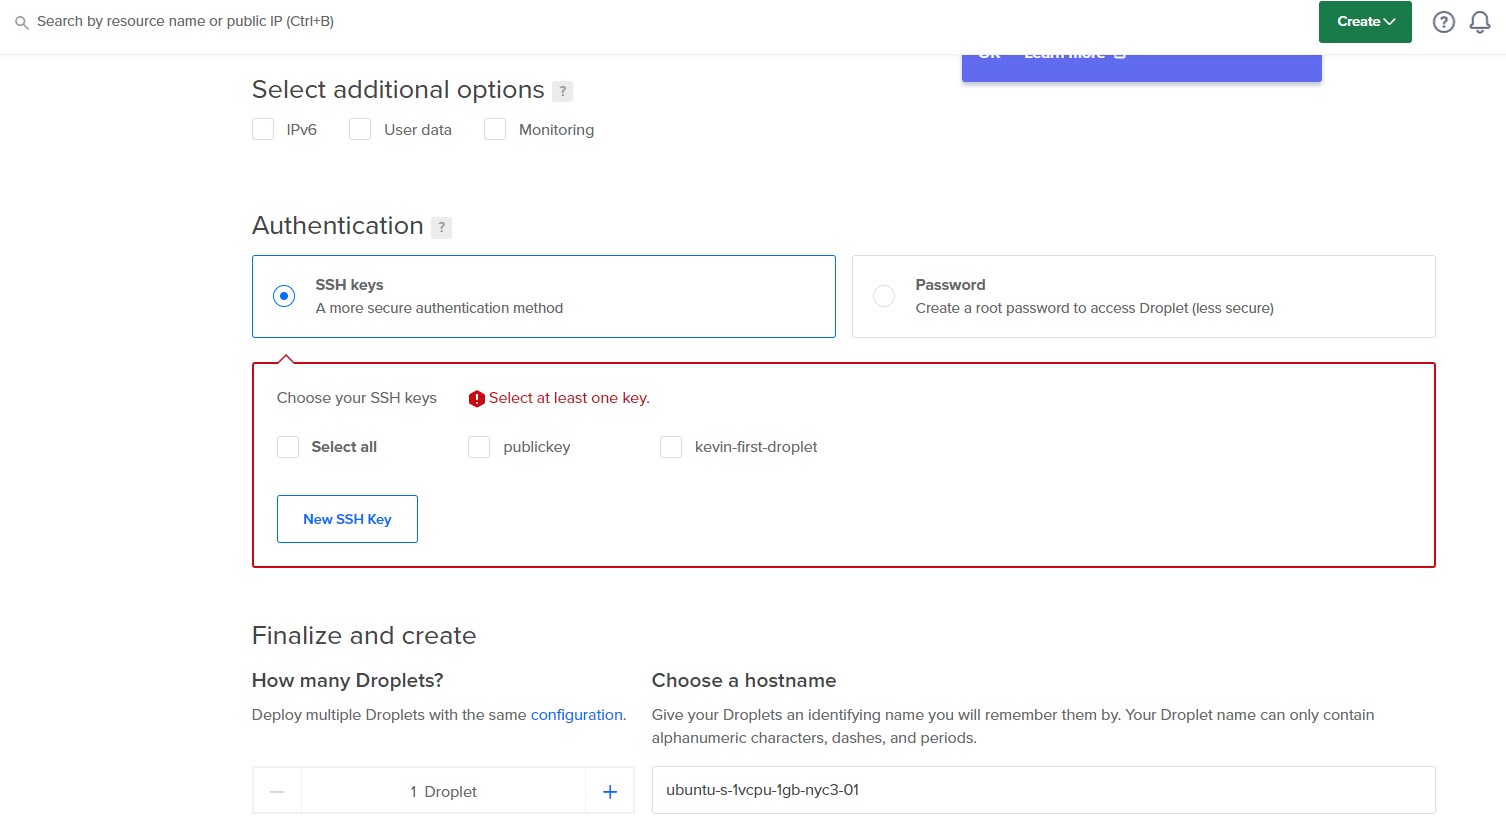 Search by resource name or public IP (Ctrl+B)
Create
?
OK Learn more
Select additional options ?
IPv6 User data Monitoring
Authentication ?
SSH keys
A more secure authentication method
Password
Create a root password to access Droplet (less secure)
Choose your SSH keys
Select at least one key.
Select all publickey kevin-first-droplet
New SSH Key
Finalize and create
How many Droplets?
Deploy multiple Droplets with the same configuration.
1 Droplet
Choose a hostname
Give your Droplets an identifying name you will remember them by. Your Droplet name can only contain
alphanumeric characters, dashes, and periods.
ubuntu-s-1vcpu-1gb-nyc3-01